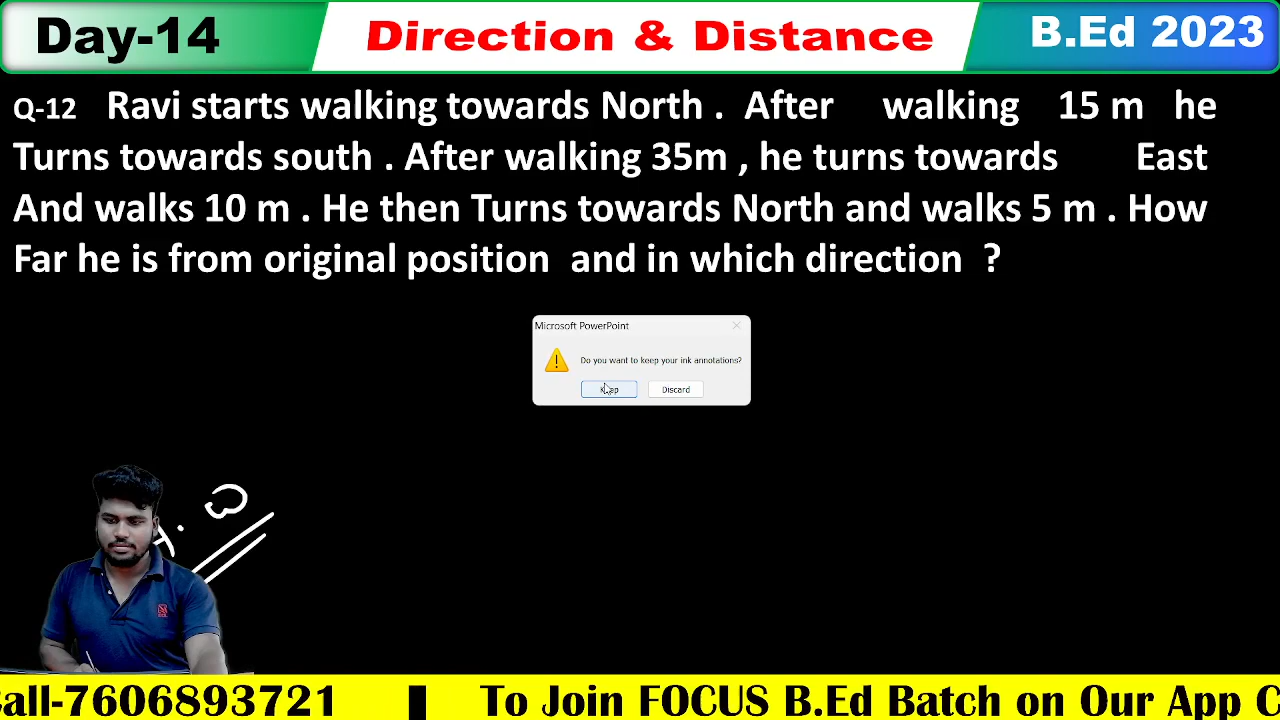 Day-14
Direction & Distance
B.Ed 2023
Q-12 Ravi starts walking towards North . After walking 15 m he
Turns towards south . After walking 35m , he turns towards East
And walks 10 m . He then Turns towards North and walks 5 m . How
Far he is from original position and in which direction ?
Microsoft PowerPoint
Do you want to keep your ink annotations?
Keep
Discard
all-7606893721 To Join FOCUS B.Ed Batch on Our App C